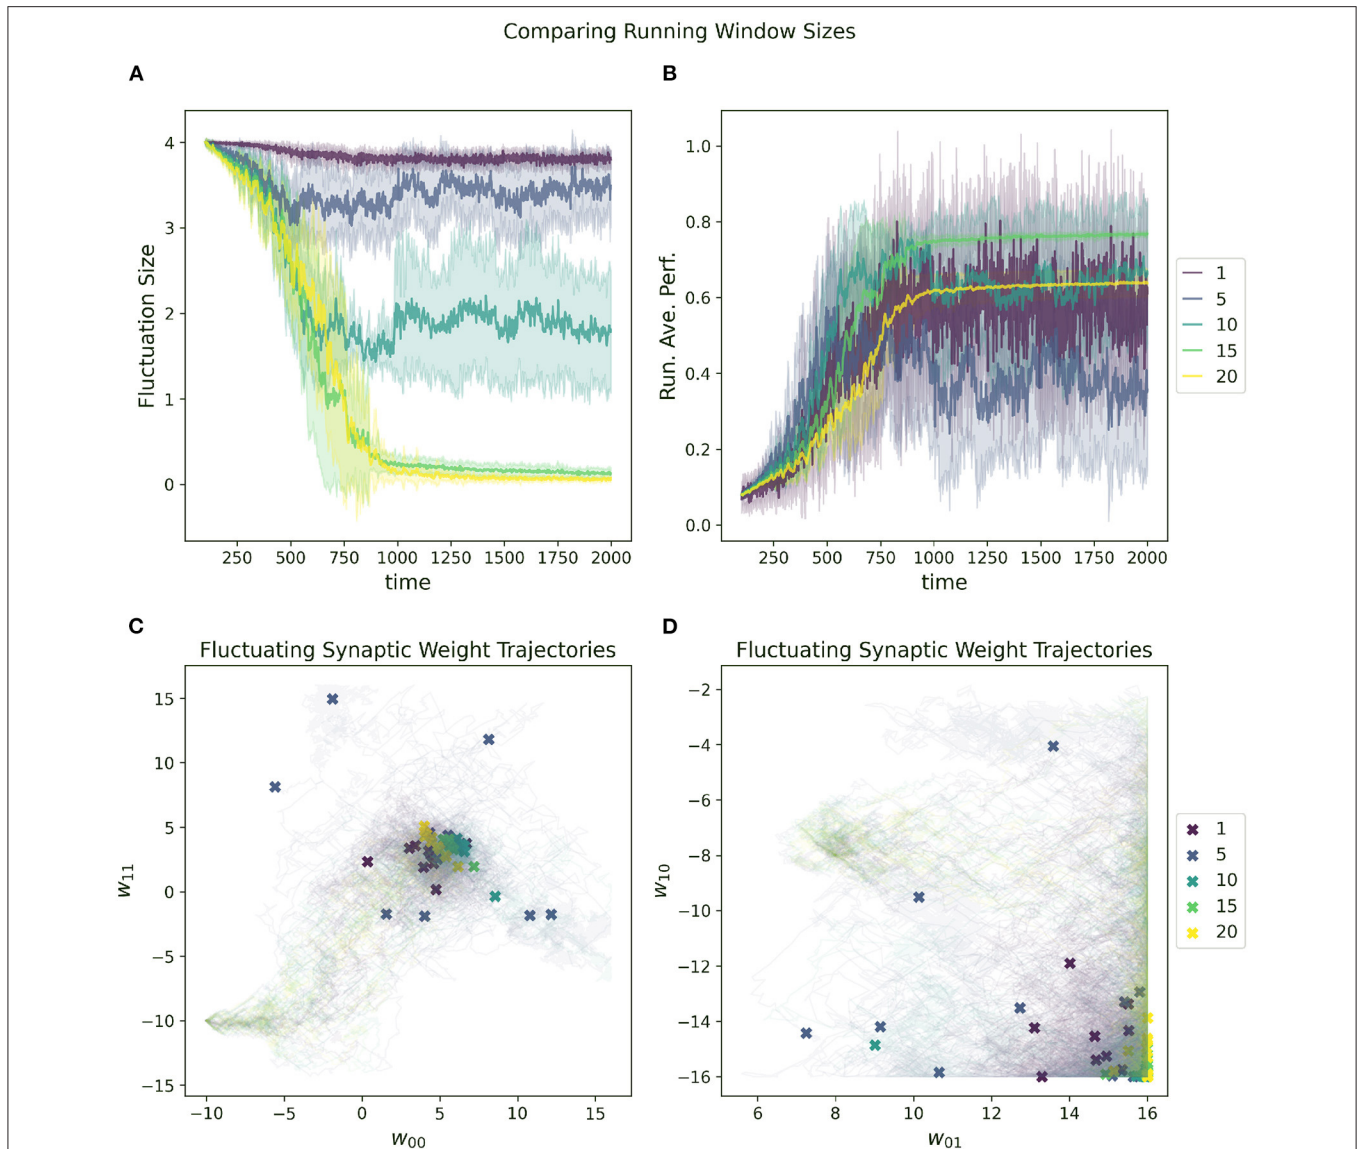 Comparing Running Window Sizes
A
B
Fluctuation Size
4
3
2
1
0
250 500 750 1000 1250 1500 1750 2000
time
Run. Ave. Perf.
1.0
0.8
0.6
0.4
0.2
0.0
250 500 750 1000 1250 1500 1750 2000
time
1
5
10
15
20
C
D
Fluctuating Synaptic Weight Trajectories
w11
15
10
5
0
−5
−10
−15
−10 −5 0 5 10 15
w00
Fluctuating Synaptic Weight Trajectories
w10
−2
−4
−6
−8
−10
−12
−14
−16
6 8 10 12 14 16
w01
1
5
10
15
20